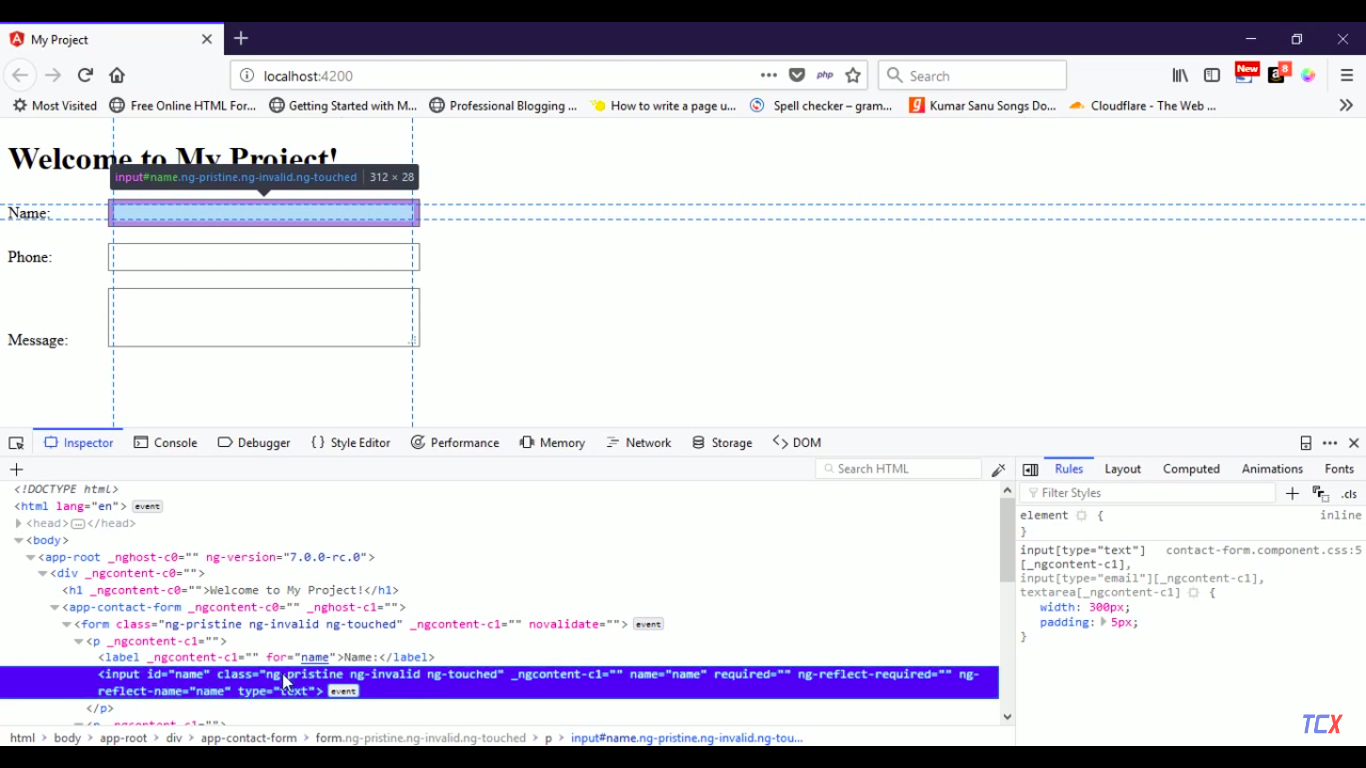 My Project
localhost:4200
php
Search
New
a 8
Most Visited
Free Online HTML For...
Getting Started with M...
Professional Blogging ...
How to write a page u...
Spell checker – gram...
g
Kumar Sanu Songs Do...
Cloudflare - The Web ...
Welcome to My Project!
input#name.ng-pristine.ng-invalid.ng-touched | 312 × 28
Name:
Phone:
Message:
Inspector
Console
Debugger
{ } Style Editor
Performance
Memory
Network
Storage
DOM
Search HTML
Rules
Layout
Computed
Animations
Fonts
<!DOCTYPE html>
<html lang="en"> event
<head> … </head>
<body>
<app-root _nghost-c0="" ng-version="7.0.0-rc.0">
<div _ngcontent-c0="">
<h1 _ngcontent-c0="">Welcome to My Project!</h1>
<app-contact-form _ngcontent-c0="" _nghost-c1="">
<form class="ng-pristine ng-invalid ng-touched" _ngcontent-c1="" novalidate=""> event
<p _ngcontent-c1="">
<label _ngcontent-c1="" for="name">Name:</label>
<input id="name" class="ng-pristine ng-invalid ng-touched" _ngcontent-c1="" name="name" required="" ng-reflect-required="" ng-
reflect-name="name" type="text"> event
</p>
<p _ngcontent-c1="">
Filter Styles
+ .cls
element { inline
}
input[type="text"] contact-form.component.css:5
[_ngcontent-c1],
input[type="email"][_ngcontent-c1],
textarea[_ngcontent-c1] {
width: 300px;
padding: 5px;
}
html › body › app-root › div › app-contact-form › form.ng-pristine.ng-invalid.ng-touched › p › input#name.ng-pristine.ng-invalid.ng-tou...
TCX